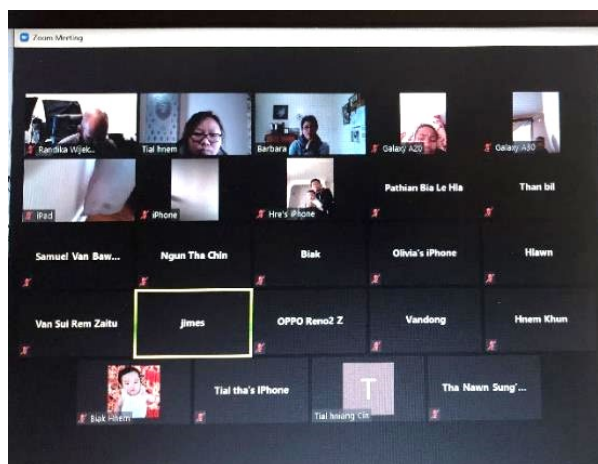 Zoom Meeting
Randika Wijek...
Tial hnem
Barbara
Galaxy A20
Galaxy A30
iPad
iPhone
Hre's iPhone
Pathian Bia Le Hla
Than bil
Samuel Van Baw...
Ngun Tha Chin
Biak
Olivia's iPhone
Hlawn
Van Sui Rem Zaitu
Jimes
OPPO Reno2 Z
Vandong
Hnem Khun
Biak Hnem
Tial tha's iPhone
T
Tial hniang Cin
Tha Nawn Sung'...